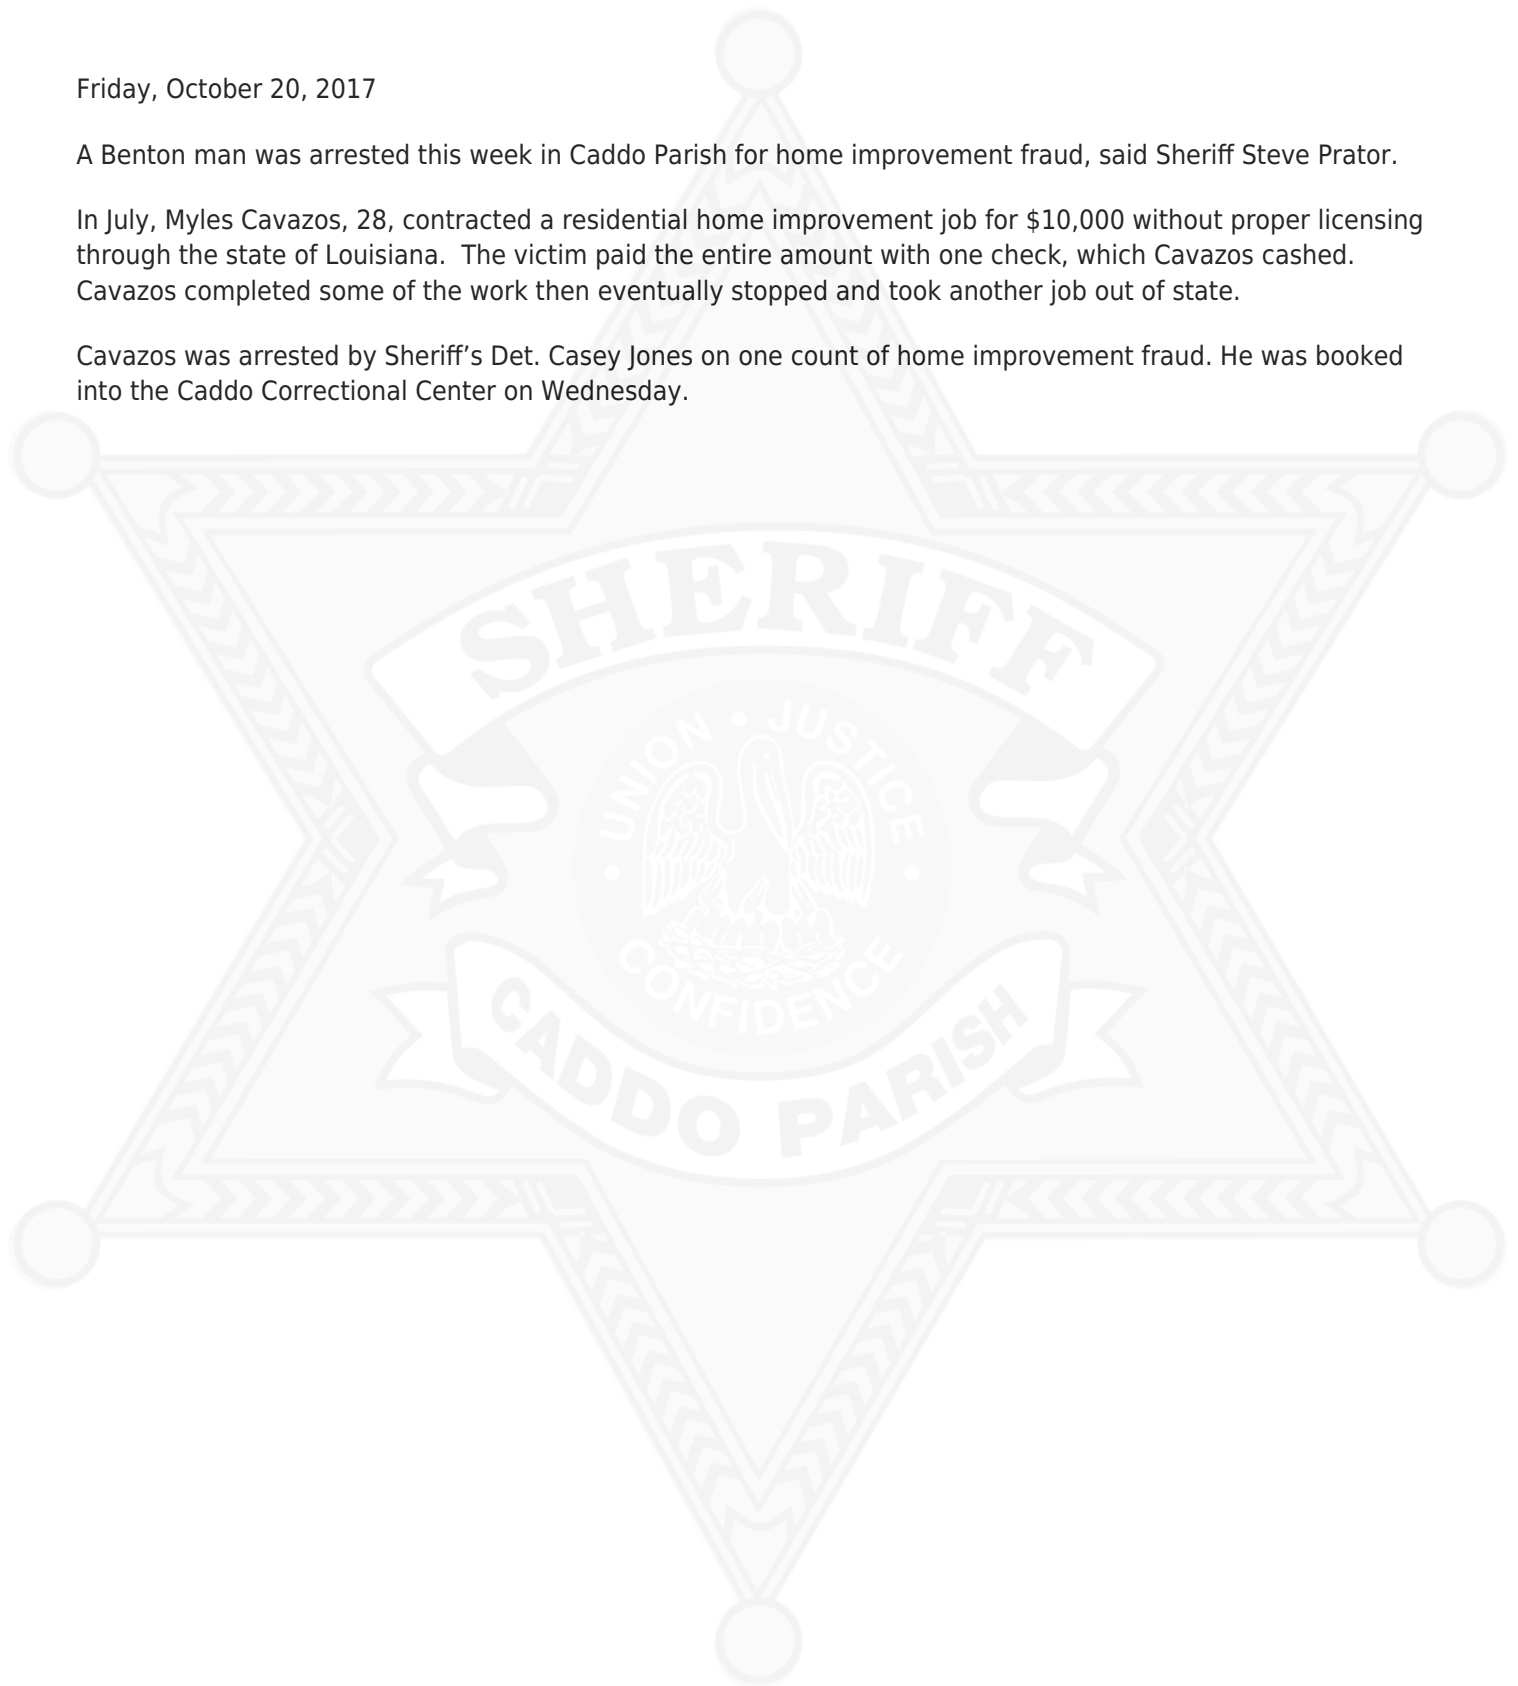 Friday, October 20, 2017
A Benton man was arrested this week in Caddo Parish for home improvement fraud, said Sheriff Steve Prator.
In July, Myles Cavazos, 28, contracted a residential home improvement job for $10,000 without proper licensing
through the state of Louisiana.  The victim paid the entire amount with one check, which Cavazos cashed.
Cavazos completed some of the work then eventually stopped and took another job out of state.
Cavazos was arrested by Sheriff’s Det. Casey Jones on one count of home improvement fraud. He was booked
into the Caddo Correctional Center on Wednesday.
SHERIFF
UNION • JUSTICE
• CONFIDENCE •
CADDO PARISH